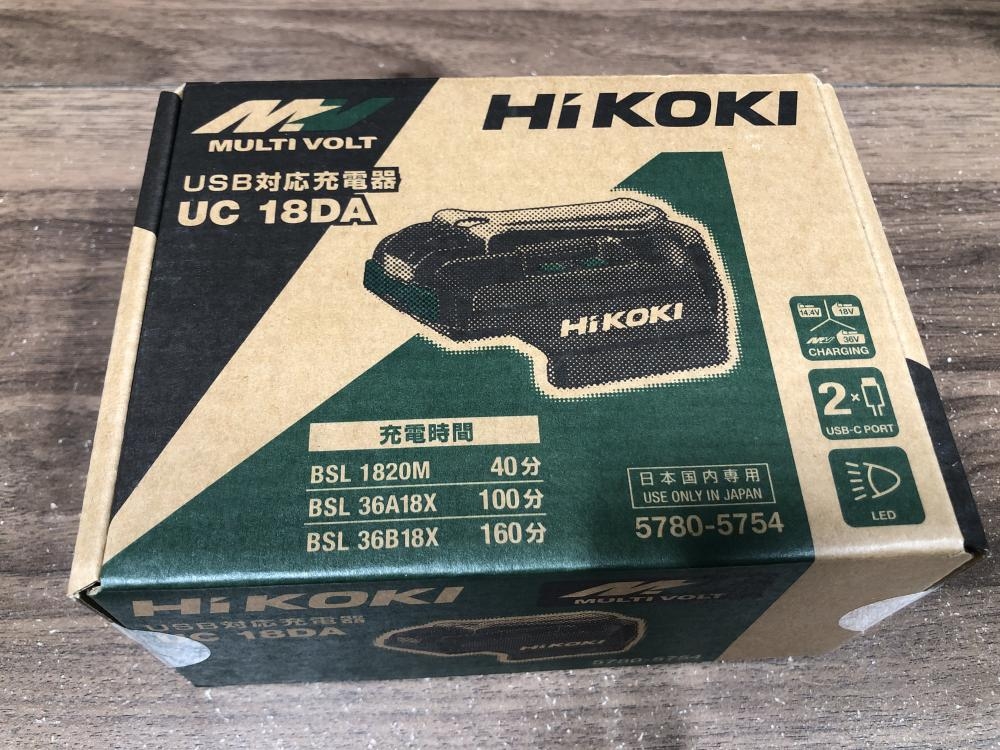 MULTI VOLT
HiKOKI
USB対応充電器
UC 18DA
HiKOKI
14.4V
18V
36V
CHARGING
2×
USB-C PORT
LED
充電時間
BSL 1820M 40分
BSL 36A18X 100分
BSL 36B18X 160分
日本国内専用
USE ONLY IN JAPAN
5780-5754
HiKOKI
MULTI VOLT
USB対応充電器
UC 18DA
HiKOKI
5780-5754